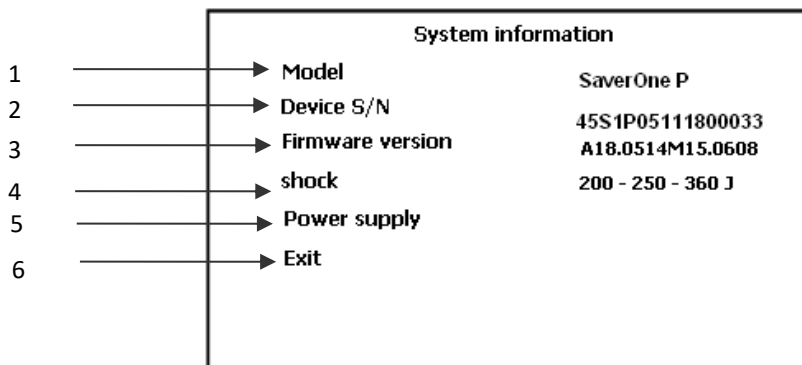 System information
1 Model SaverOne P
2 Device S/N 45S1P05111800033
3 Firmware version A18.0514M15.0608
4 shock 200 - 250 - 360 J
5 Power supply
6 Exit